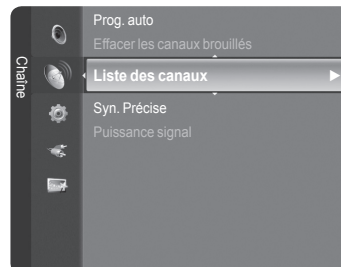 Chaîne
Prog. auto
Effacer les canaux brouillés
Liste des canaux
Syn. Précise
Puissance signal